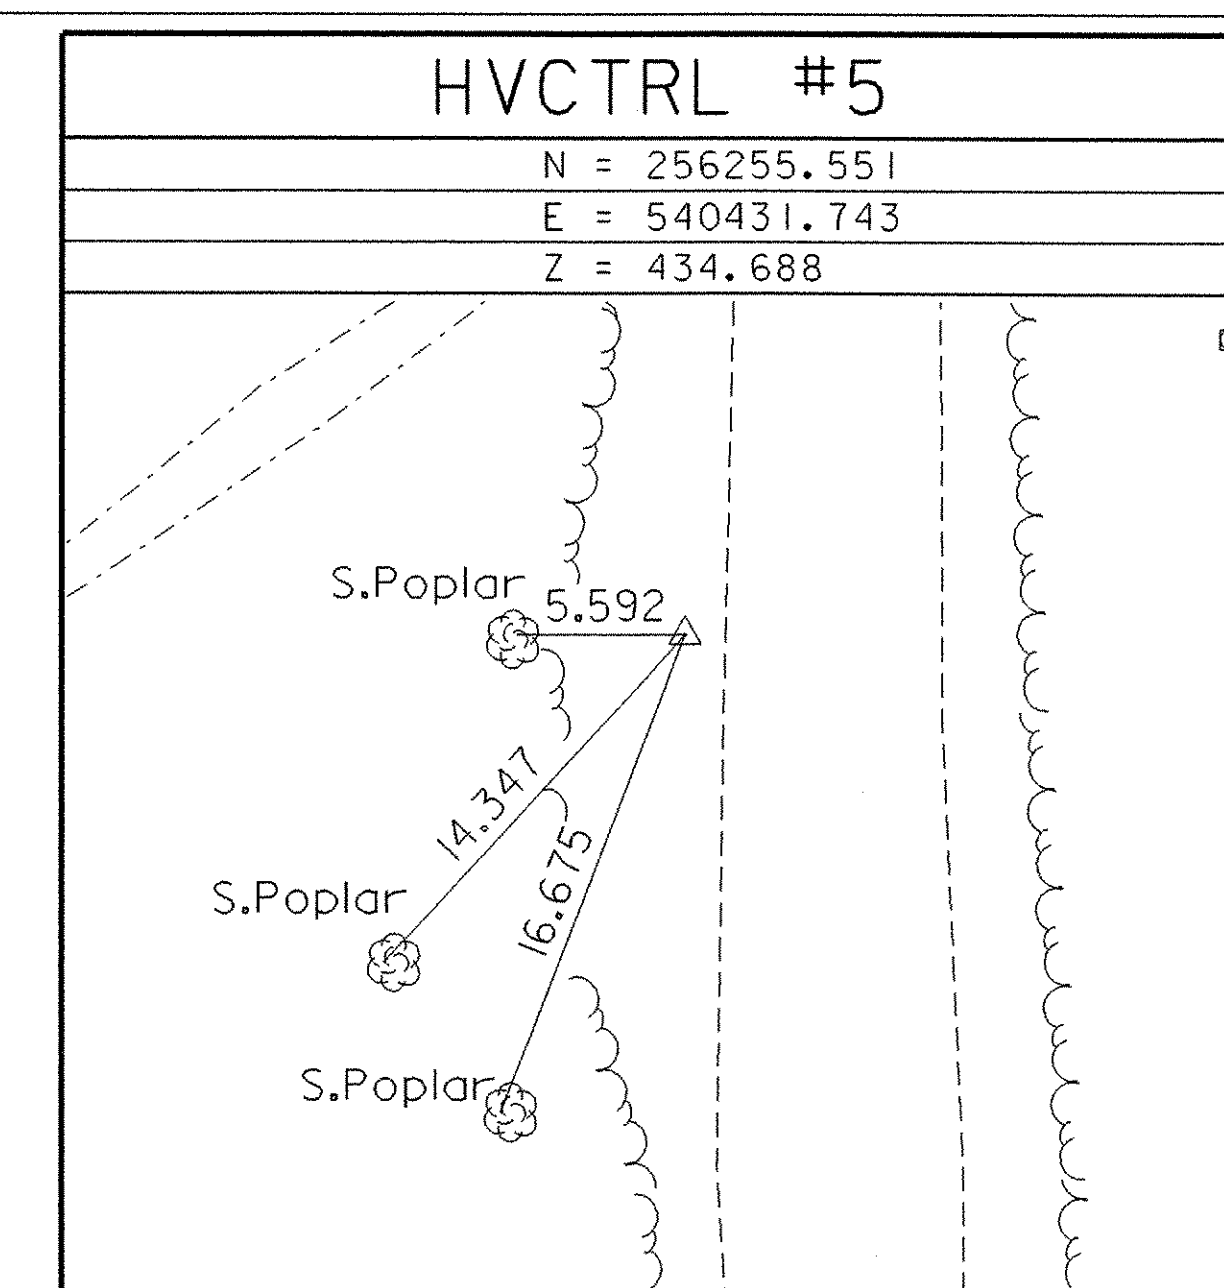 HVCTRL #5
N = 256255.551
E = 540431.743
Z = 434.688
S.Poplar
5.592
14.347
16.675
S.Poplar
S.Poplar